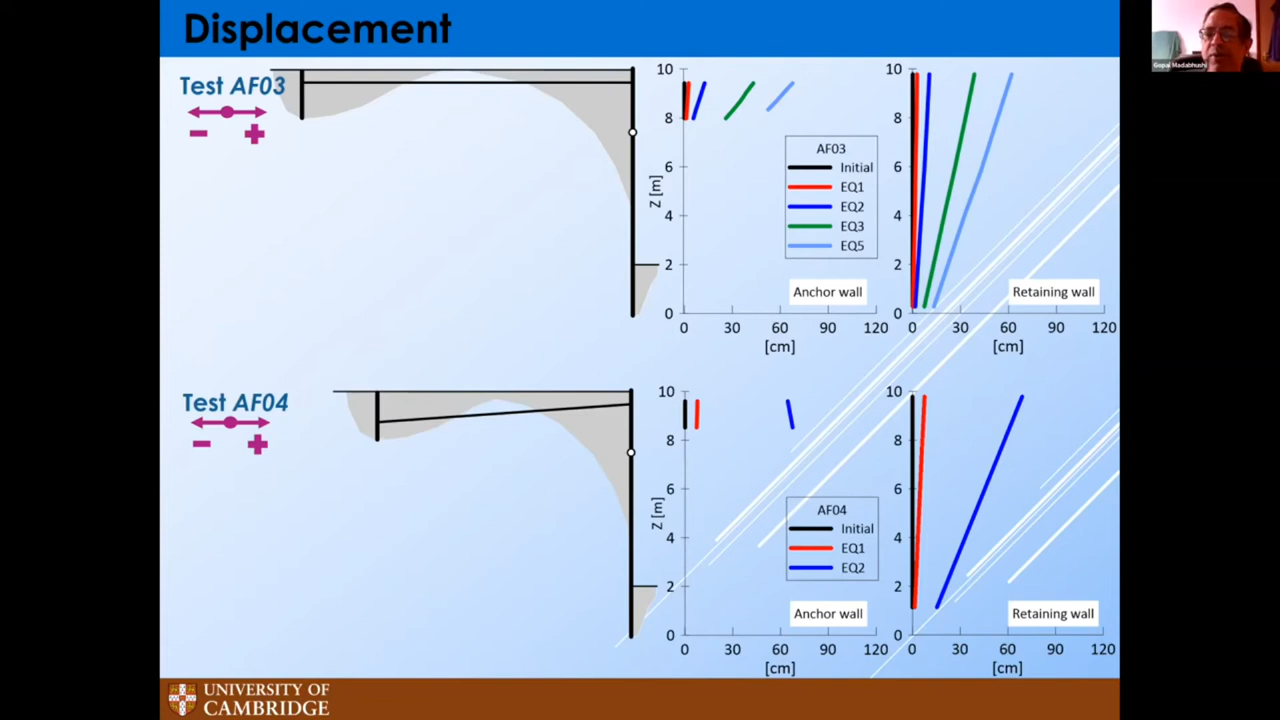 Displacement
Gopal Madabhushi
Test AF03
− +
10
8
6
4
2
0
Z [m]
0 30 60 90 120
[cm]
AF03
Initial
EQ1
EQ2
EQ3
EQ5
Anchor wall
10
8
6
4
2
0
0 30 60 90 120
[cm]
Retaining wall
Test AF04
− +
10
8
6
4
2
0
Z [m]
0 30 60 90 120
[cm]
AF04
Initial
EQ1
EQ2
Anchor wall
10
8
6
4
2
0
0 30 60 90 120
[cm]
Retaining wall
UNIVERSITY OF
CAMBRIDGE